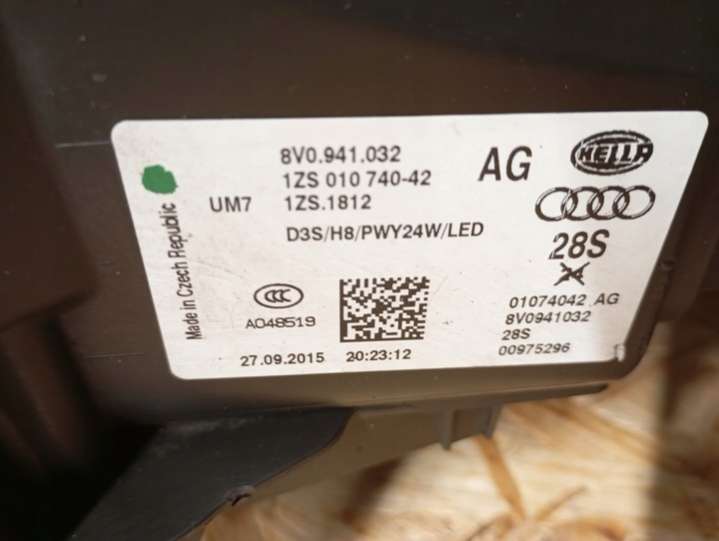 8V0.941.032
1ZS 010 740-42
AG
HELLA
UM7
1ZS.1812
D3S/H8/PWY24W/LED
28S
Made in Czech Republic
CCC
A048519
01074042 AG
8V0941032
28S
00975296
27.09.2015 20:23:12